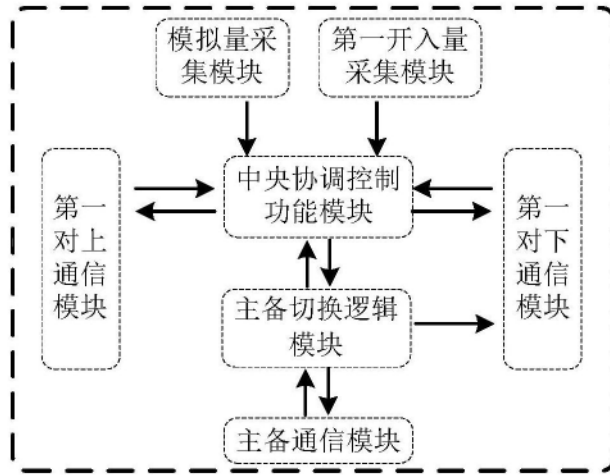 模拟量采
集模块
第一开入量
采集模块
第一
对上
通信
模块
中央协调控制
功能模块
第一
对下
通信
模块
主备切换逻辑
模块
主备通信模块